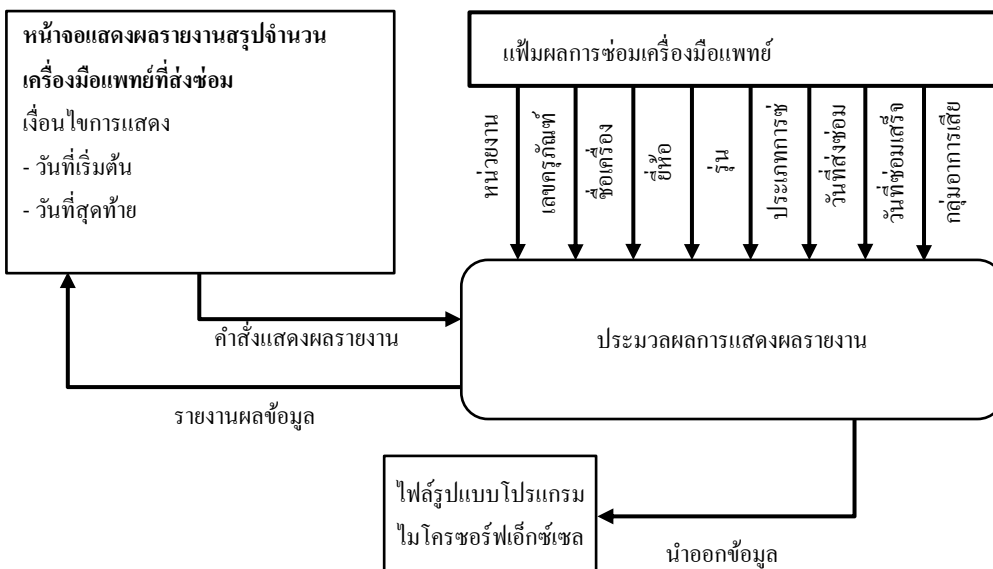 หน้าจอแสดงผลรายงานสรุปจำนวน
เครื่องมือแพทย์ที่ส่งซ่อม
เงื่อนไขการแสดง
- วันที่เริ่มต้น
- วันที่สุดท้าย
แฟ้มผลการซ่อมเครื่องมือแพทย์
หน่วยงาน
เลขครุภัณฑ์
ชื่อเครื่อง
ยี่ห้อ
รุ่น
ประเภทการซ่
วันที่ส่งซ่อม
วันที่ซ่อมเสร็จ
กลุ่มอาการเสีย
คำสั่งแสดงผลรายงาน
ประมวลผลการแสดงผลรายงาน
รายงานผลข้อมูล
ไฟล์รูปแบบโปรแกรม
ไมโครซอร์ฟเอ็กซ์เซล
นำออกข้อมูล